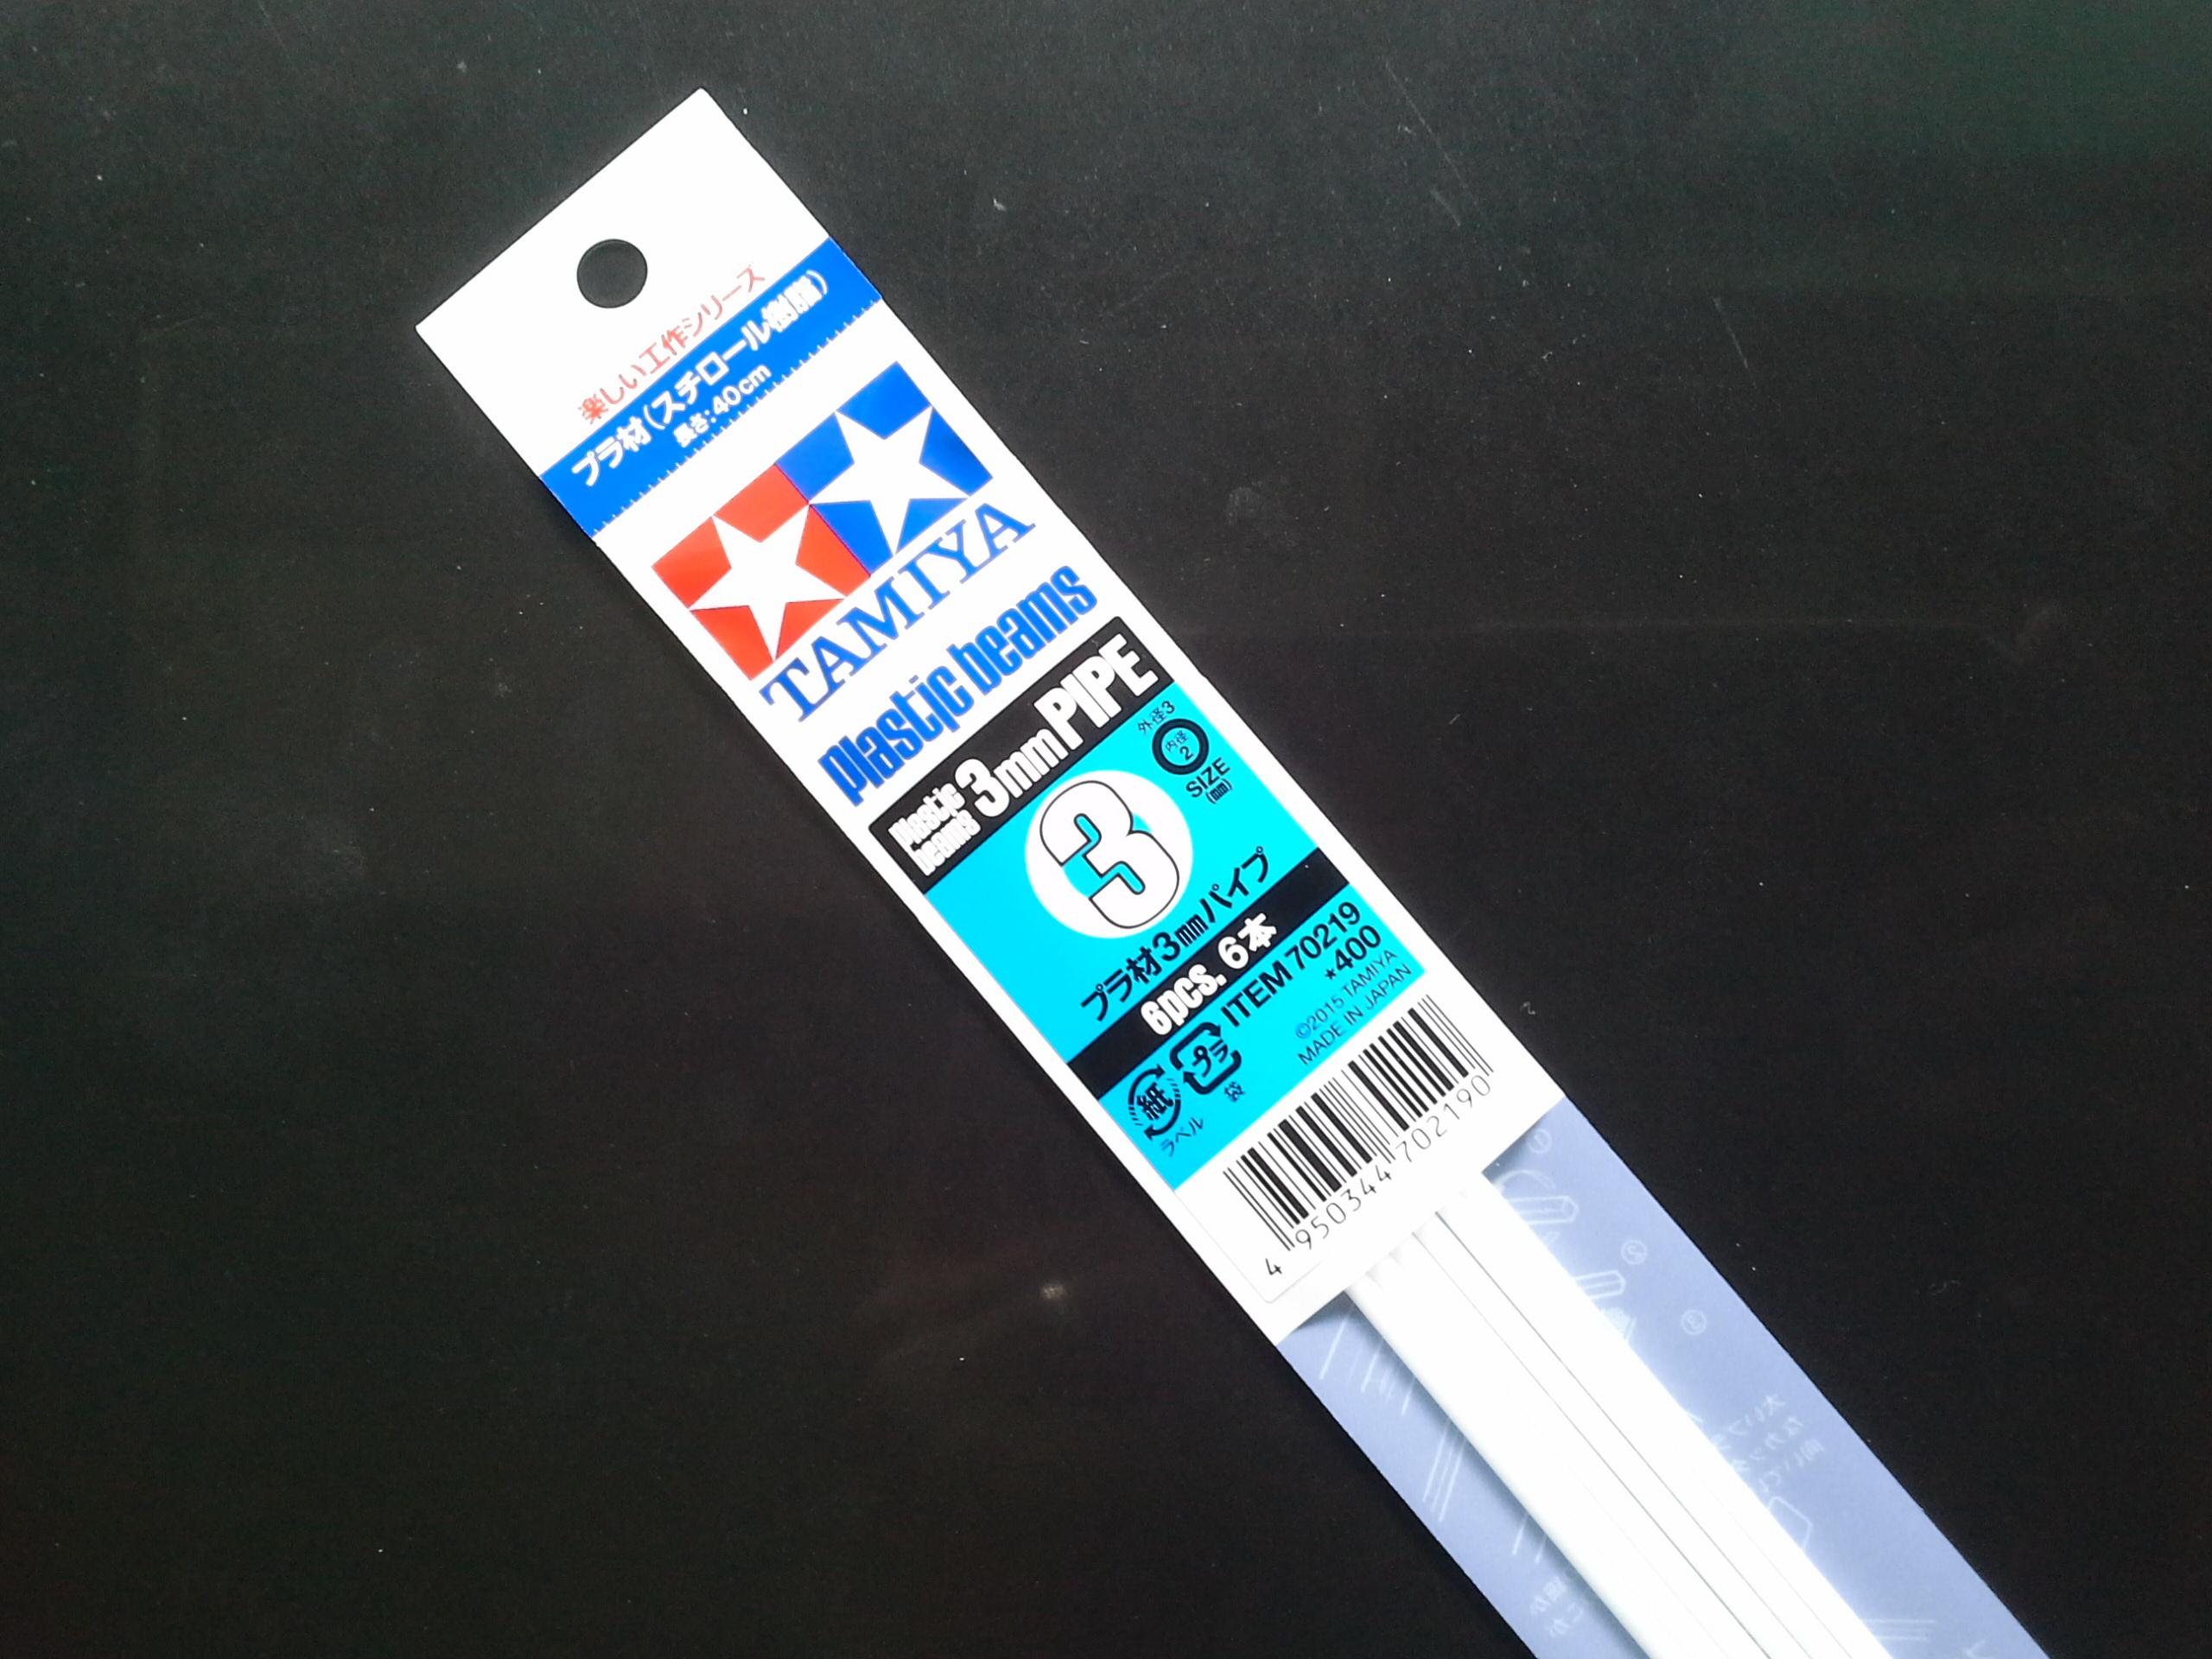 楽しい工作シリーズ
プラ材(スチロール樹脂)
長さ:40cm
TAMIYA
Plastic beams
Plastic beams 3mm PIPE
外径3
内径
2
SIZE
(mm)
3
プラ材3mmパイプ
6pcs. 6本
ITEM 70219
★400
©2015 TAMIYA
MADE IN JAPAN
紙
ラベル
プラ
袋
4 950344 702190